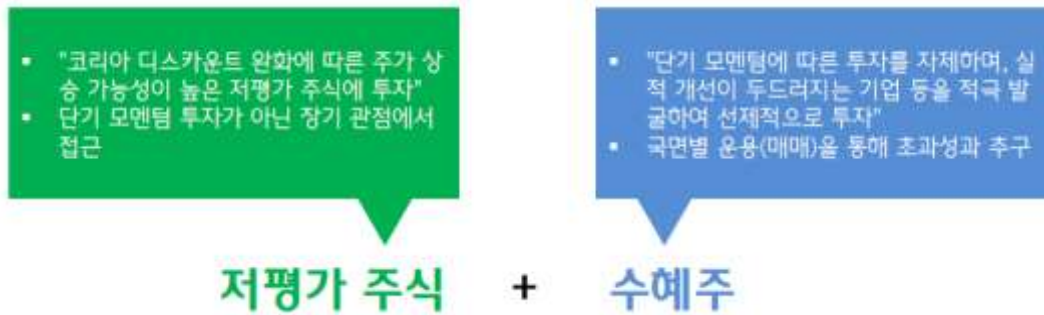 ▪ "코리아 디스카운트 완화에 따른 주가 상
승 가능성이 높은 저평가 주식에 투자"
▪ 단기 모멘텀 투자가 아닌 장기 관점에서
접근
▪ "단기 모멘텀에 따른 투자를 자제하며, 실
적 개선이 두드러지는 기업 등을 적극 발
굴하여 선제적으로 투자"
▪ 국면별 운용(매매)을 통해 초과성과 추구
저평가 주식 + 수혜주